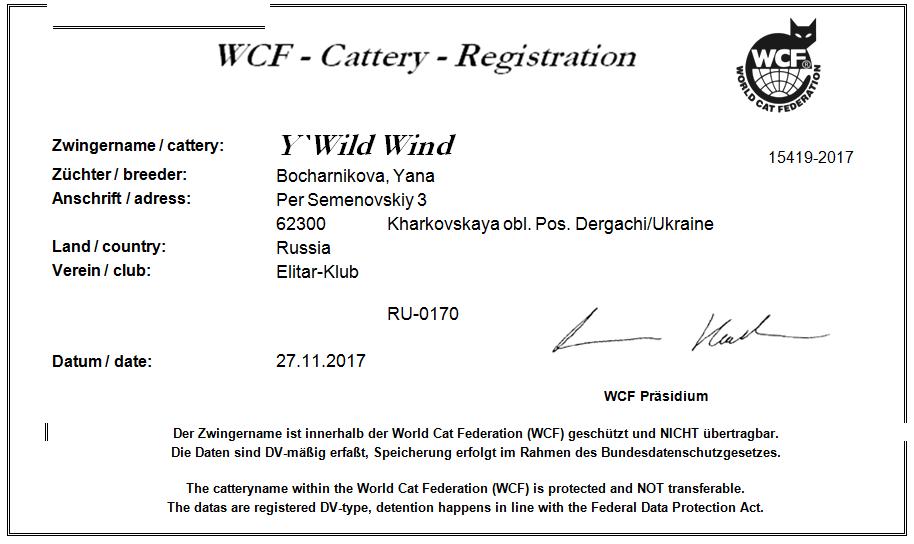 WCF - Cattery - Registration
WCF®
WORLD CAT FEDERATION
Zwingername / cattery: Y`Wild Wind
15419-2017
Züchter / breeder: Bocharnikova, Yana
Anschrift / adress: Per Semenovskiy 3
62300 Kharkovskaya obl. Pos. Dergachi/Ukraine
Land / country: Russia
Verein / club: Elitar-Klub
RU-0170
Datum / date: 27.11.2017
WCF Präsidium
Der Zwingername ist innerhalb der World Cat Federation (WCF) geschützt und NICHT übertragbar.
Die Daten sind DV-mäßig erfaßt, Speicherung erfolgt im Rahmen des Bundesdatenschutzgesetzes.
The catteryname within the World Cat Federation (WCF) is protected and NOT transferable.
The datas are registered DV-type, detention happens in line with the Federal Data Protection Act.